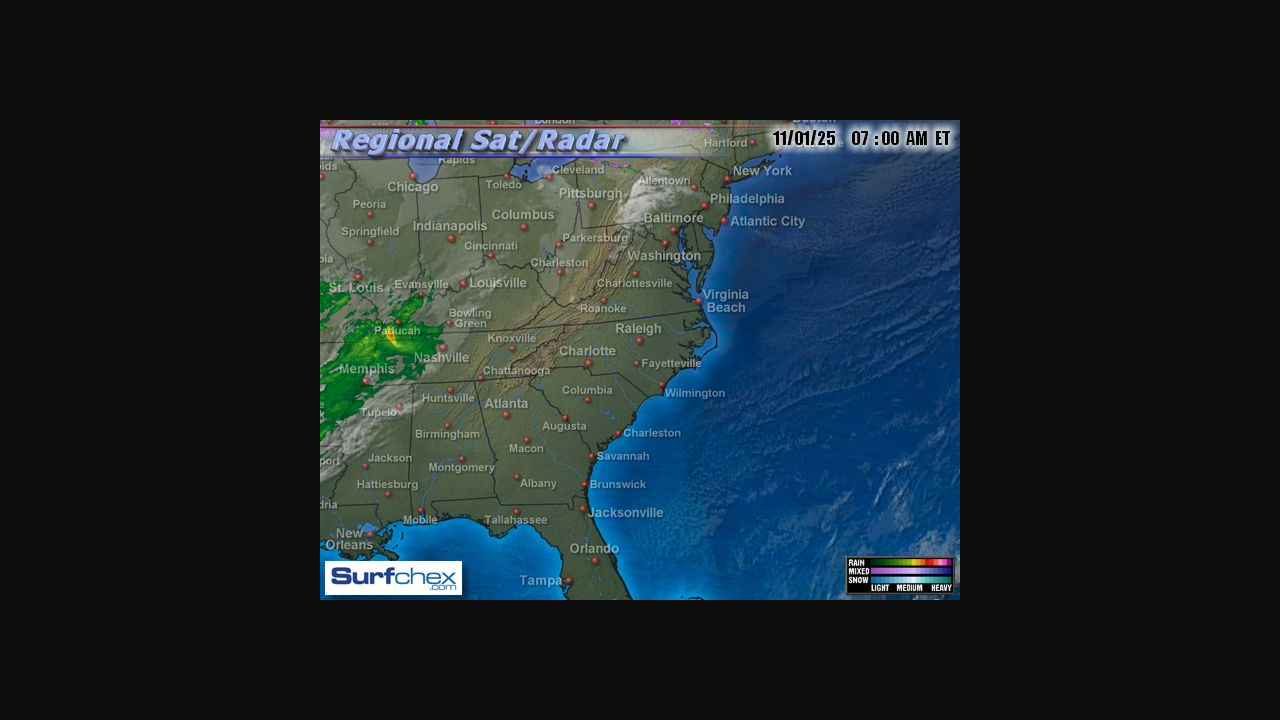 London
Boston
Regional Sat/Radar
11/01/25 07:00 AM ET
Hartford
Rapids
Cleveland
New York
Chicago
Toledo
Allentown
Pittsburgh
Philadelphia
Peoria
Columbus
Baltimore
Atlantic City
Springfield
Indianapolis
Parkersburg
Cincinnati
Washington
Charleston
St. Louis
Evansville
Louisville
Charlottesville
Virginia
Beach
Roanoke
Bowling
Green
Paducah
Raleigh
Knoxville
Nashville
Charlotte
Fayetteville
Memphis
Chattanooga
Huntsville
Columbia
Wilmington
Tupelo
Atlanta
Birmingham
Augusta
Charleston
Macon
Jackson
Savannah
Montgomery
Hattiesburg
Albany
Brunswick
Mobile
Tallahassee
Jacksonville
New
Orleans
Orlando
Tampa
Surfchex
.com
RAIN
MIXED
SNOW
LIGHT MEDIUM HEAVY